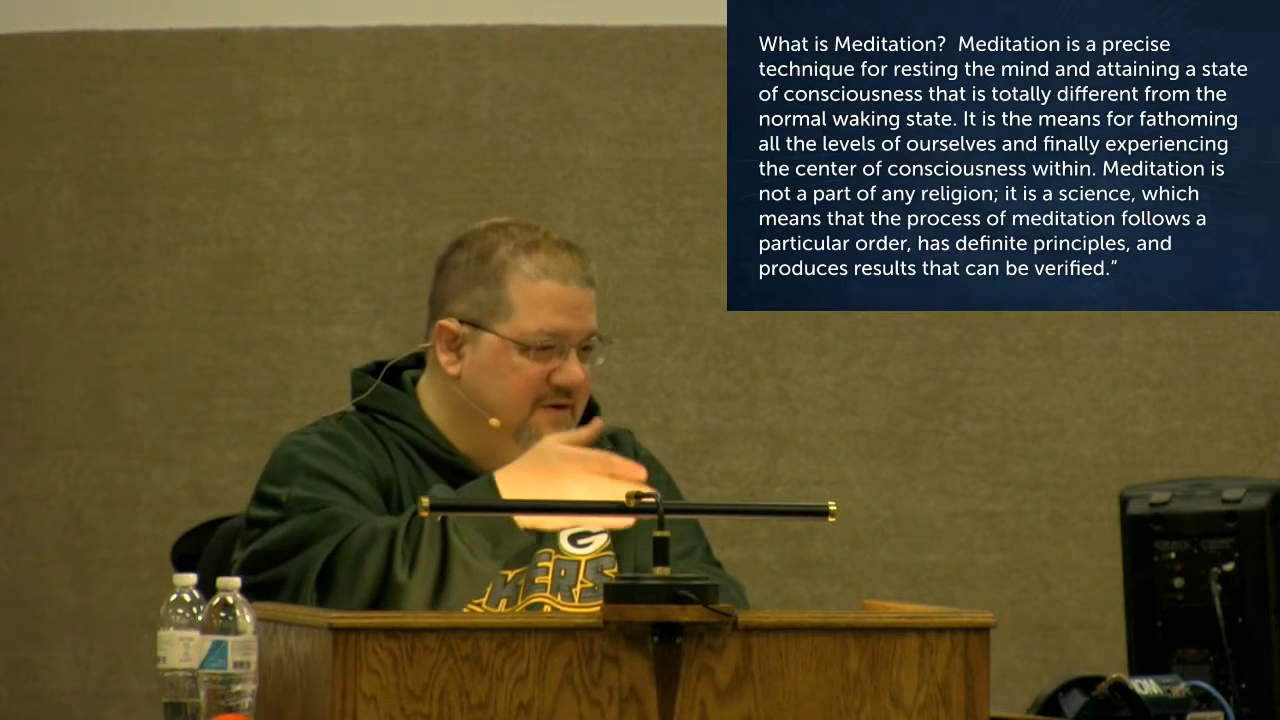 What is Meditation?  Meditation is a precise
technique for resting the mind and attaining a state
of consciousness that is totally different from the
normal waking state. It is the means for fathoming
all the levels of ourselves and finally experiencing
the center of consciousness within. Meditation is
not a part of any religion; it is a science, which
means that the process of meditation follows a
particular order, has definite principles, and
produces results that can be verified.”
G
KERS